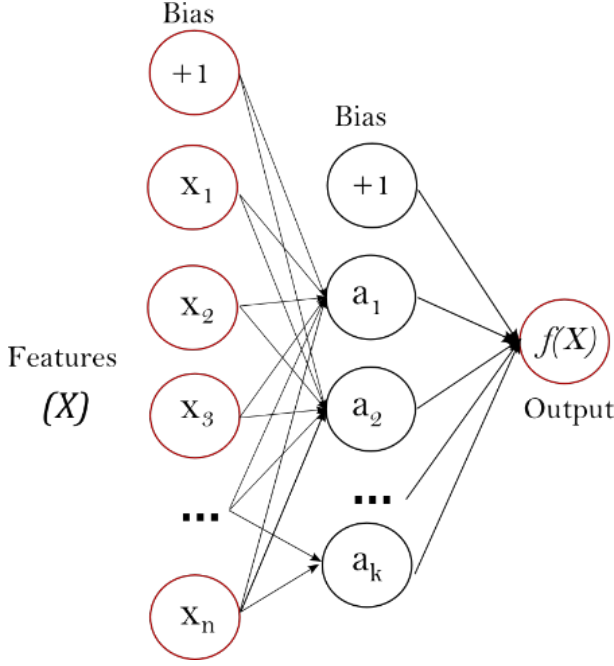 Bias
+1
x1
x2
x3
...
xn
Features
(X)
Bias
+1
a1
a2
...
ak
f(X)
Output